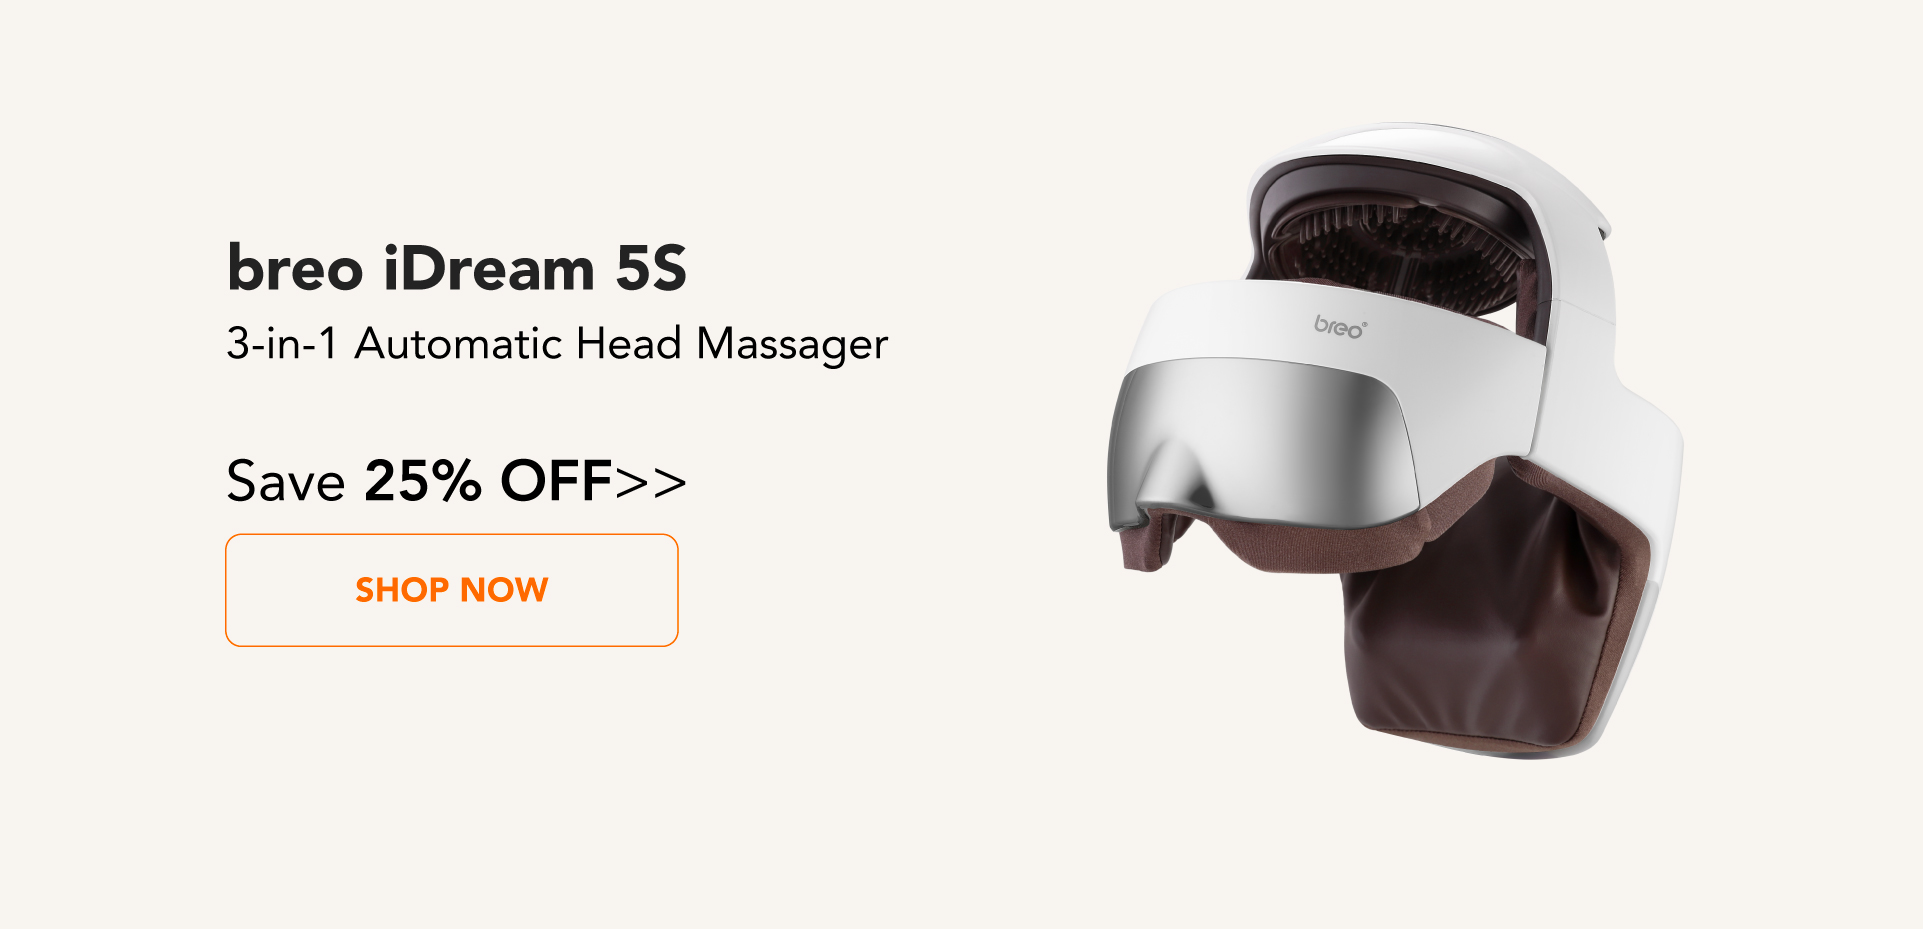 breo iDream 5S
3-in-1 Automatic Head Massager
Save 25% OFF>>
SHOP NOW
breo®